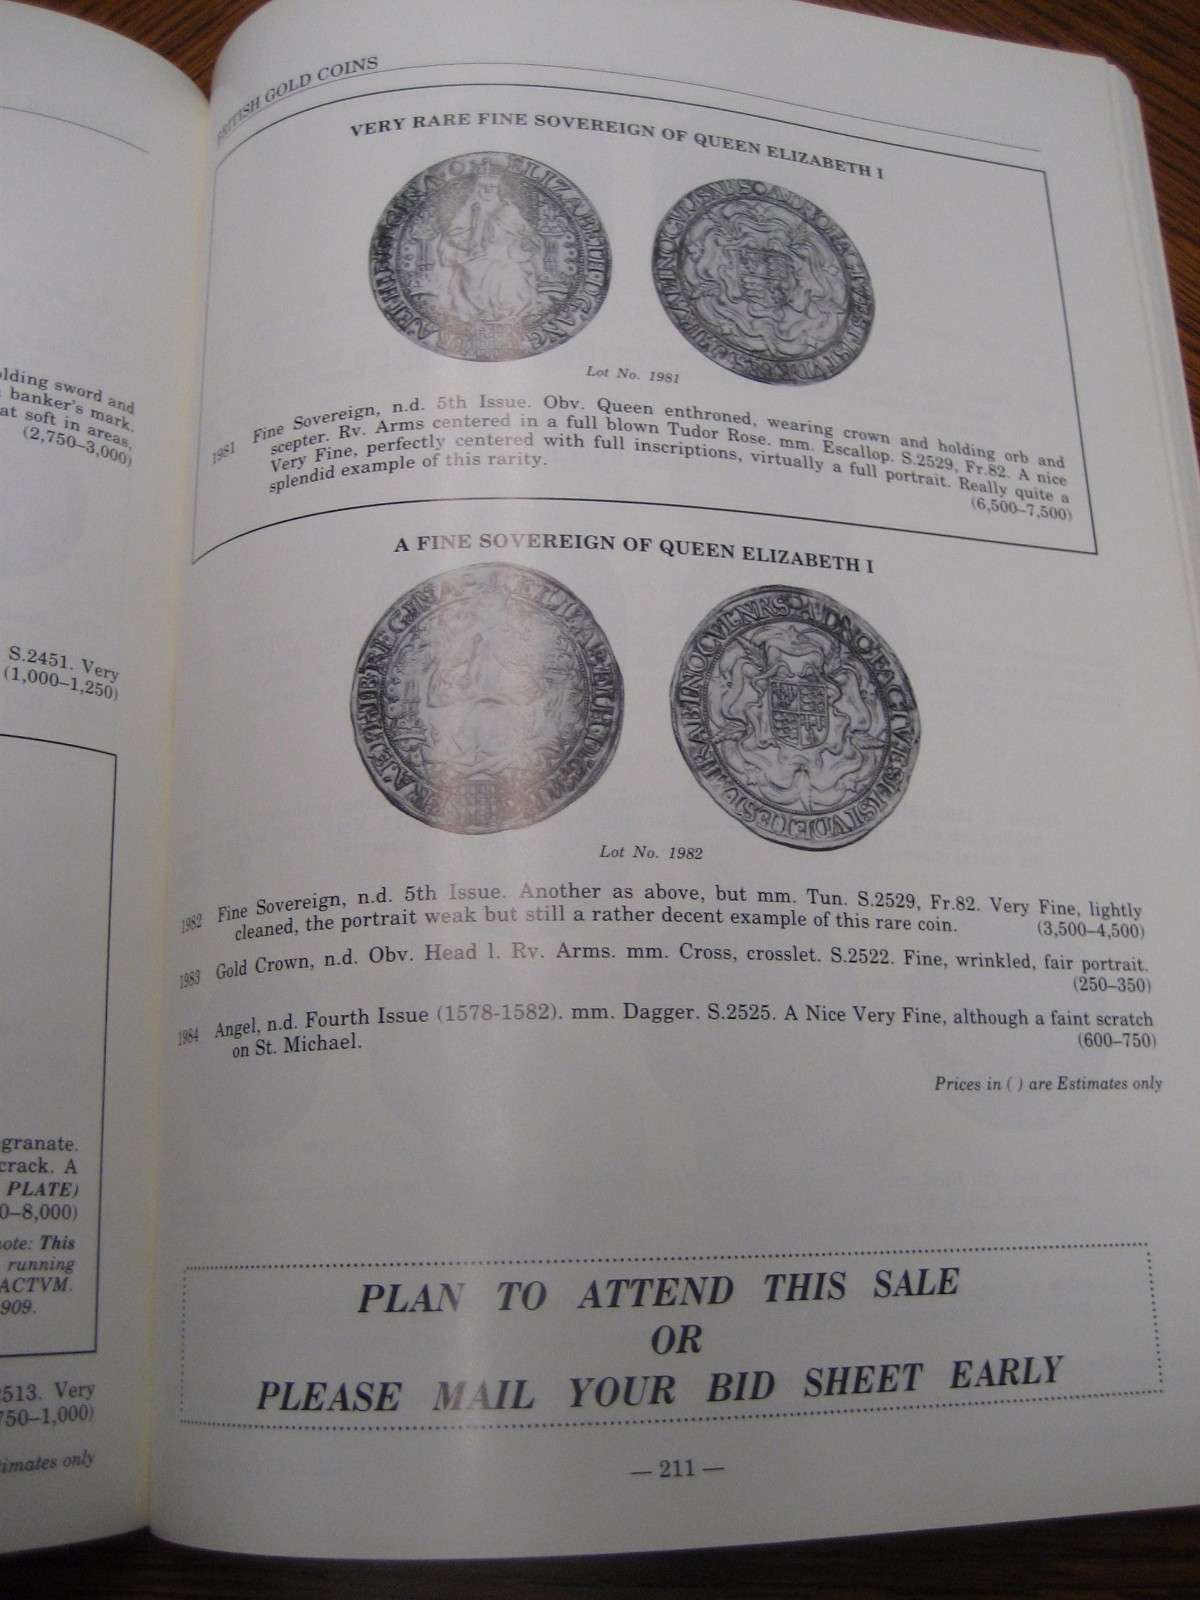 olding sword and
banker's mark.
at soft in areas,
(2,750–3,000)
S.2451. Very
(1,000–1,250)
granate.
crack. A
PLATE)
0–8,000)
ote: This
running
ACTVM.
909.
2513. Very
750–1,000)
timates only
BRITISH GOLD COINS
VERY RARE FINE SOVEREIGN OF QUEEN ELIZABETH I
Lot No. 1981
1981 Fine Sovereign, n.d. 5th Issue. Obv. Queen enthroned, wearing crown and holding orb and
scepter. Rv. Arms centered in a full blown Tudor Rose. mm. Escallop. S.2529, Fr.82. A nice
Very Fine, perfectly centered with full inscriptions, virtually a full portrait. Really quite a
splendid example of this rarity.
(6,500–7,500)
A FINE SOVEREIGN OF QUEEN ELIZABETH I
Lot No. 1982
1982 Fine Sovereign, n.d. 5th Issue. Another as above, but mm. Tun. S.2529, Fr.82. Very Fine, lightly
cleaned, the portrait weak but still a rather decent example of this rare coin. (3,500–4,500)
1983 Gold Crown, n.d. Obv. Head l. Rv. Arms. mm. Cross, crosslet. S.2522. Fine, wrinkled, fair portrait.
(250–350)
1984 Angel, n.d. Fourth Issue (1578-1582). mm. Dagger. S.2525. A Nice Very Fine, although a faint scratch
on St. Michael. (600–750)
Prices in ( ) are Estimates only
PLAN TO ATTEND THIS SALE
OR
PLEASE MAIL YOUR BID SHEET EARLY
— 211 —